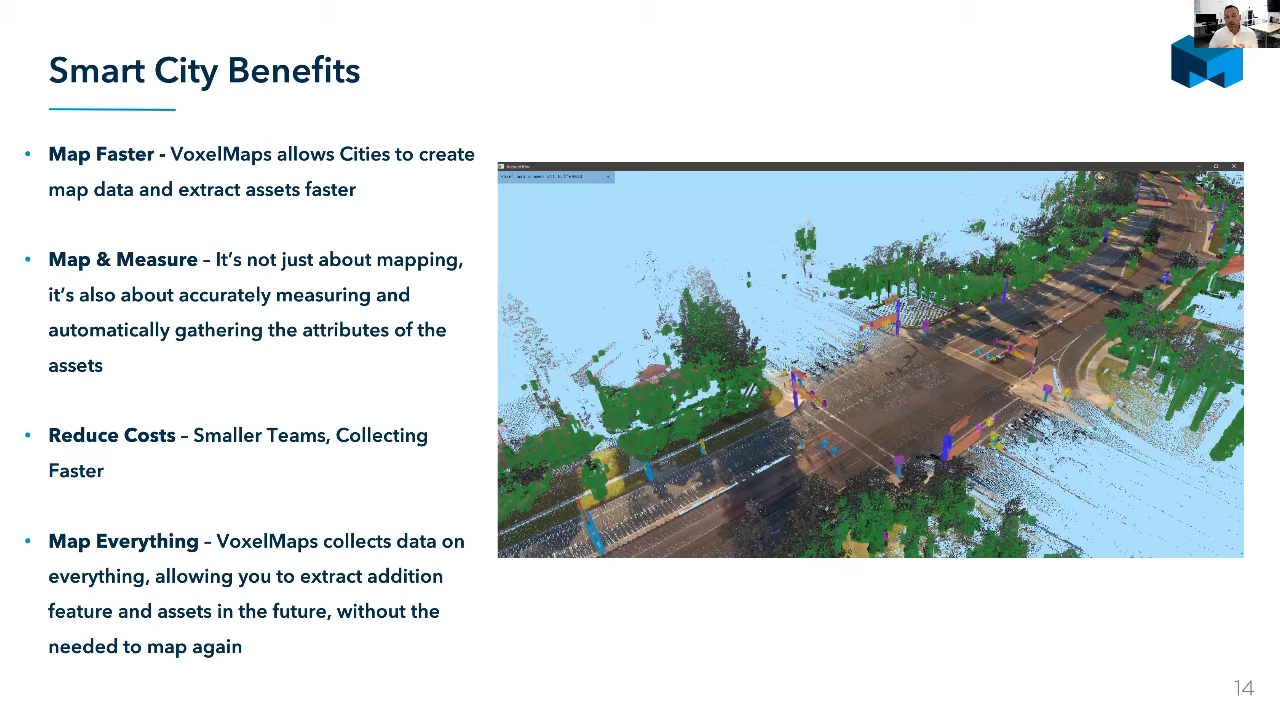 Smart City Benefits
• Map Faster - VoxelMaps allows Cities to create
map data and extract assets faster
• Map & Measure – It’s not just about mapping,
it’s also about accurately measuring and
automatically gathering the attributes of the
assets
• Reduce Costs – Smaller Teams, Collecting
Faster
• Map Everything – VoxelMaps collects data on
everything, allowing you to extract addition
feature and assets in the future, without the
needed to map again
14